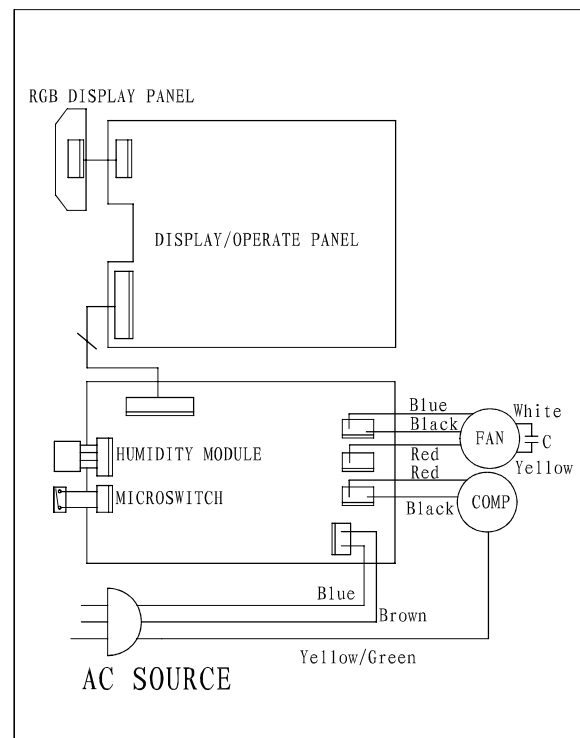 RGB DISPLAY PANEL
DISPLAY/OPERATE PANEL
Blue
White
Black
FAN
C
HUMIDITY MODULE
Red
Yellow
Red
MICROSWITCH
COMP
Black
Blue
Brown
Yellow/Green
AC SOURCE